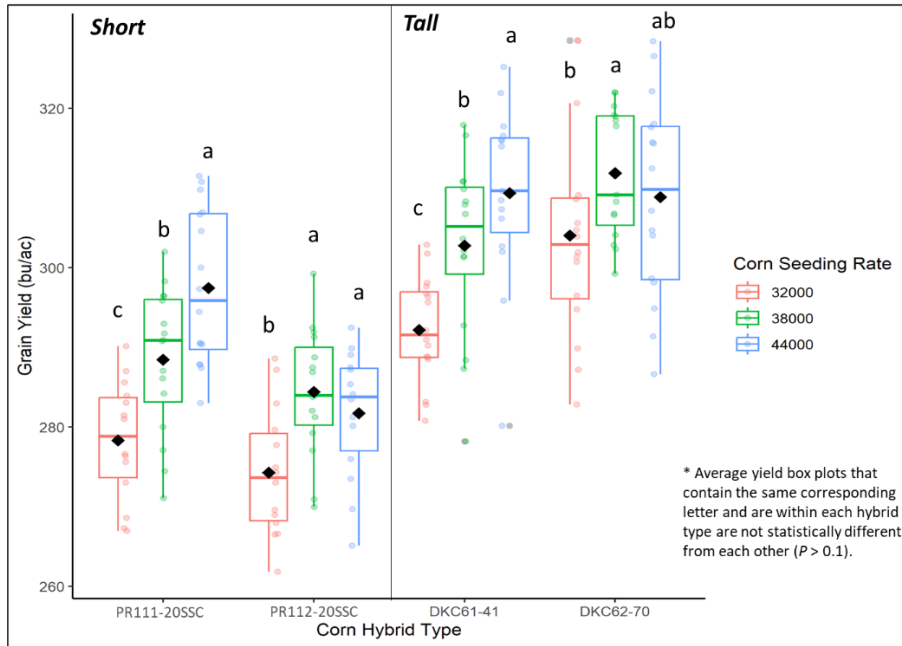 Short
Tall
a
ab
b
a
b
a
b
a
c
c
b
a
b
a
Grain Yield (bu/ac)
320
300
280
260
PR111-20SSC
PR112-20SSC
DKC61-41
DKC62-70
Corn Hybrid Type
Corn Seeding Rate
32000
38000
44000
* Average yield box plots that
contain the same corresponding
letter and are within each hybrid
type are not statistically different
from each other (P > 0.1).